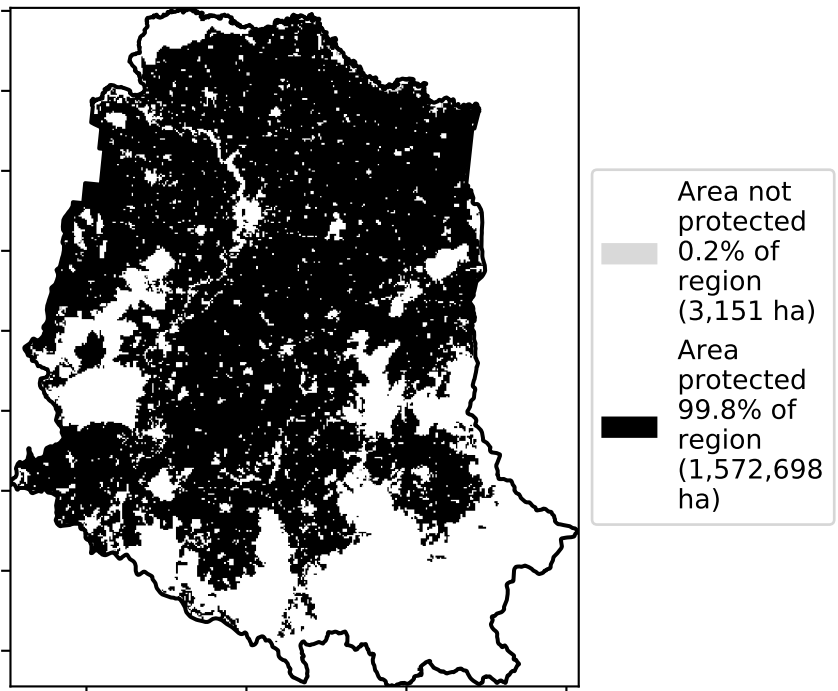 Area not
protected
0.2% of
region
(3,151 ha)
Area
protected
99.8% of
region
(1,572,698
ha)